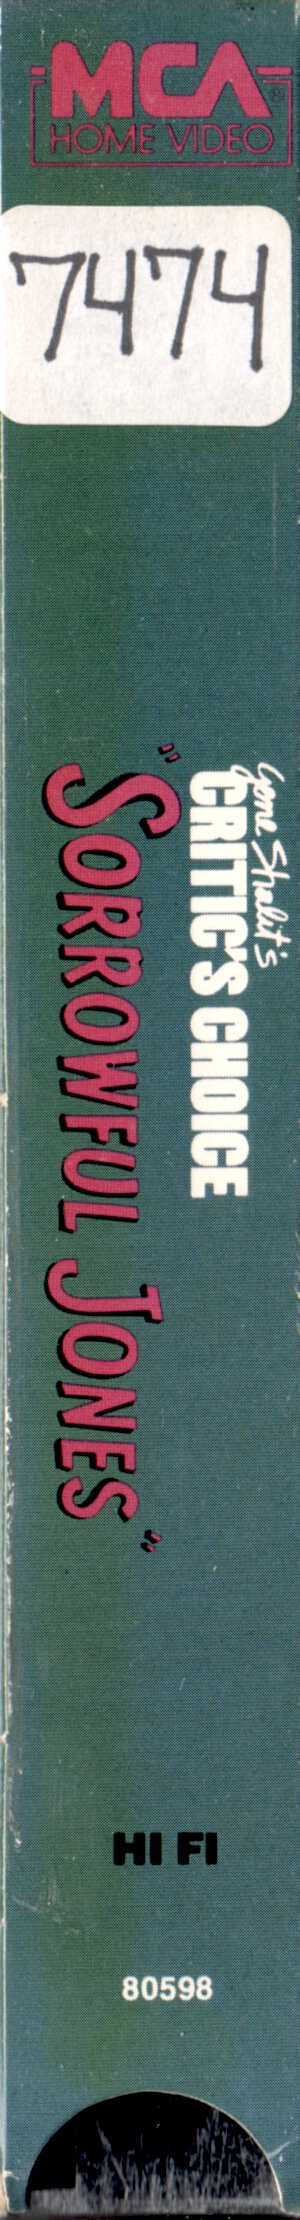 MCA®
HOME VIDEO
7474
Gene Shalit's
CRITIC'S CHOICE
"SORROWFUL JONES"
HI FI
80598